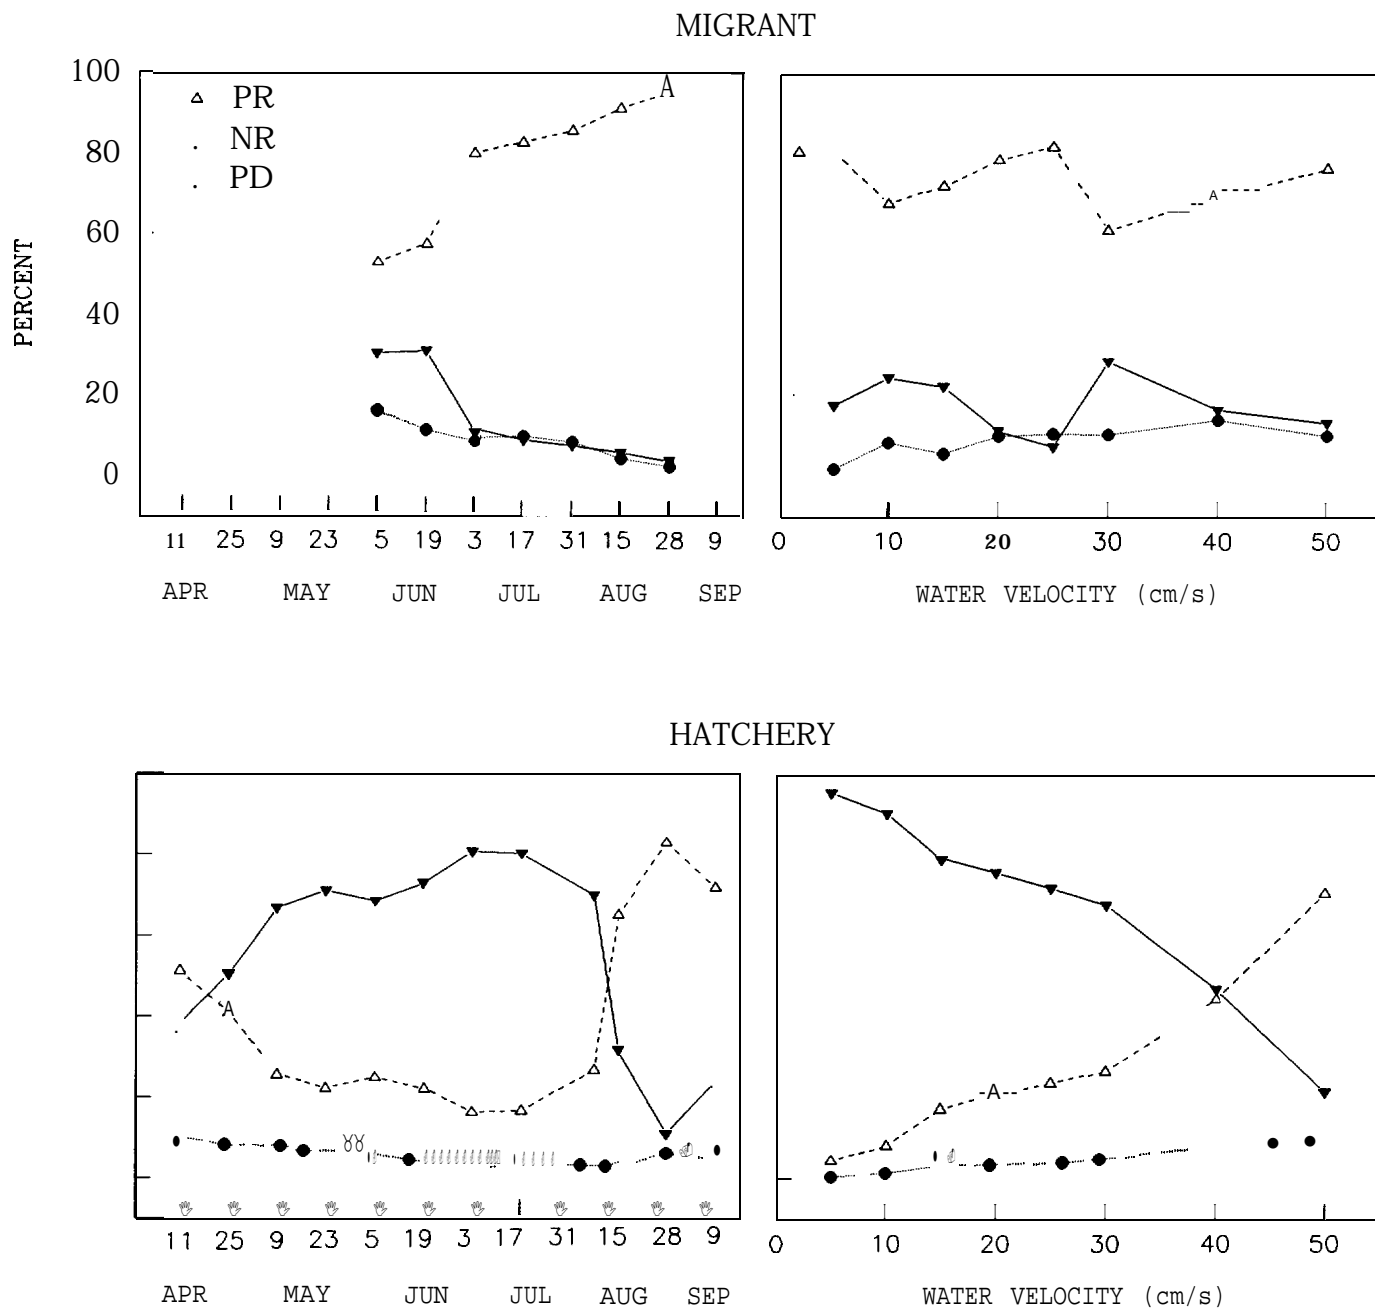 MIGRANT
100
80
60
40
20
0
PERCENT
△ PR
. NR
. PD
A
11 25 9 23 5 19 3 17 31 15 28 9
APR MAY JUN JUL AUG SEP
A
0 10 20 30 40 50
WATER VELOCITY (cm/s)
HATCHERY
A
11 25 9 23 5 19 3 17 31 15 28 9
APR MAY JUN JUL AUG SEP
A
0 10 20 30 40 50
WATER VELOCITY (cm/s)